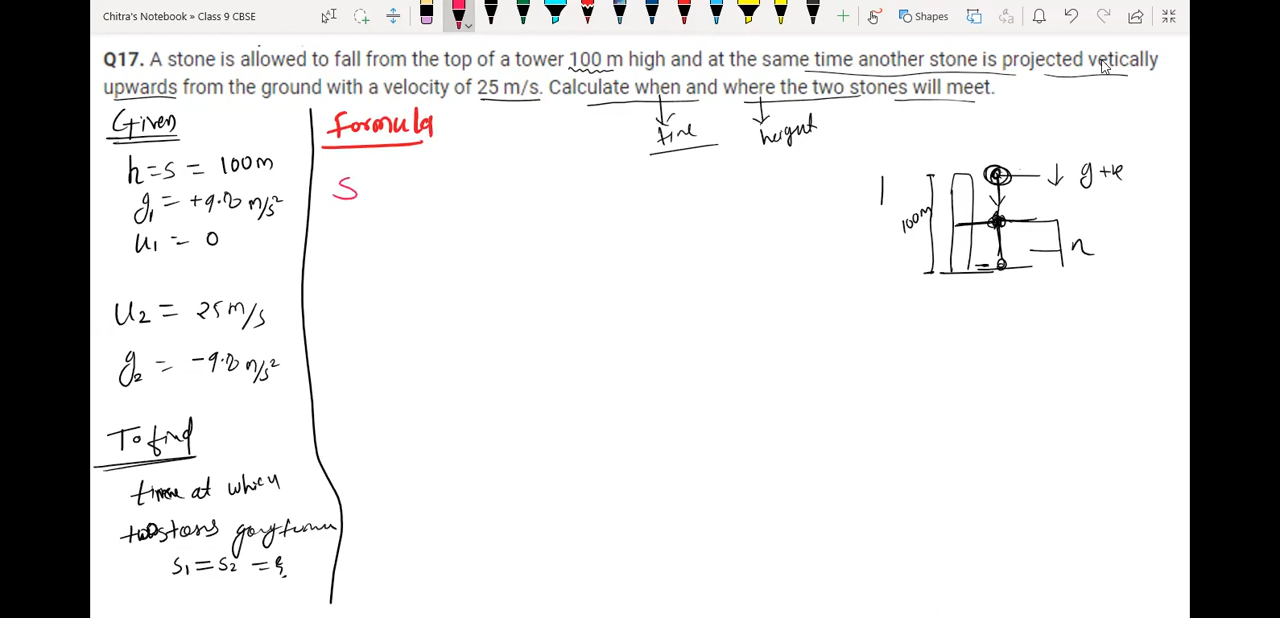 Chitra's Notebook » Class 9 CBSE
Shapes
Q17. A stone is allowed to fall from the top of a tower 100 m high and at the same time another stone is projected vetically
upwards from the ground with a velocity of 25 m/s. Calculate when and where the two stones will meet.
Given
Formula
time
height
h = s = 100m
g1 = +9.8 m/s²
u1 = 0
S
100m
g +ve
x
u2 = 25 m/s
g2 = -9.8 m/s²
To find
time at which
two stones
s1 = s2 =